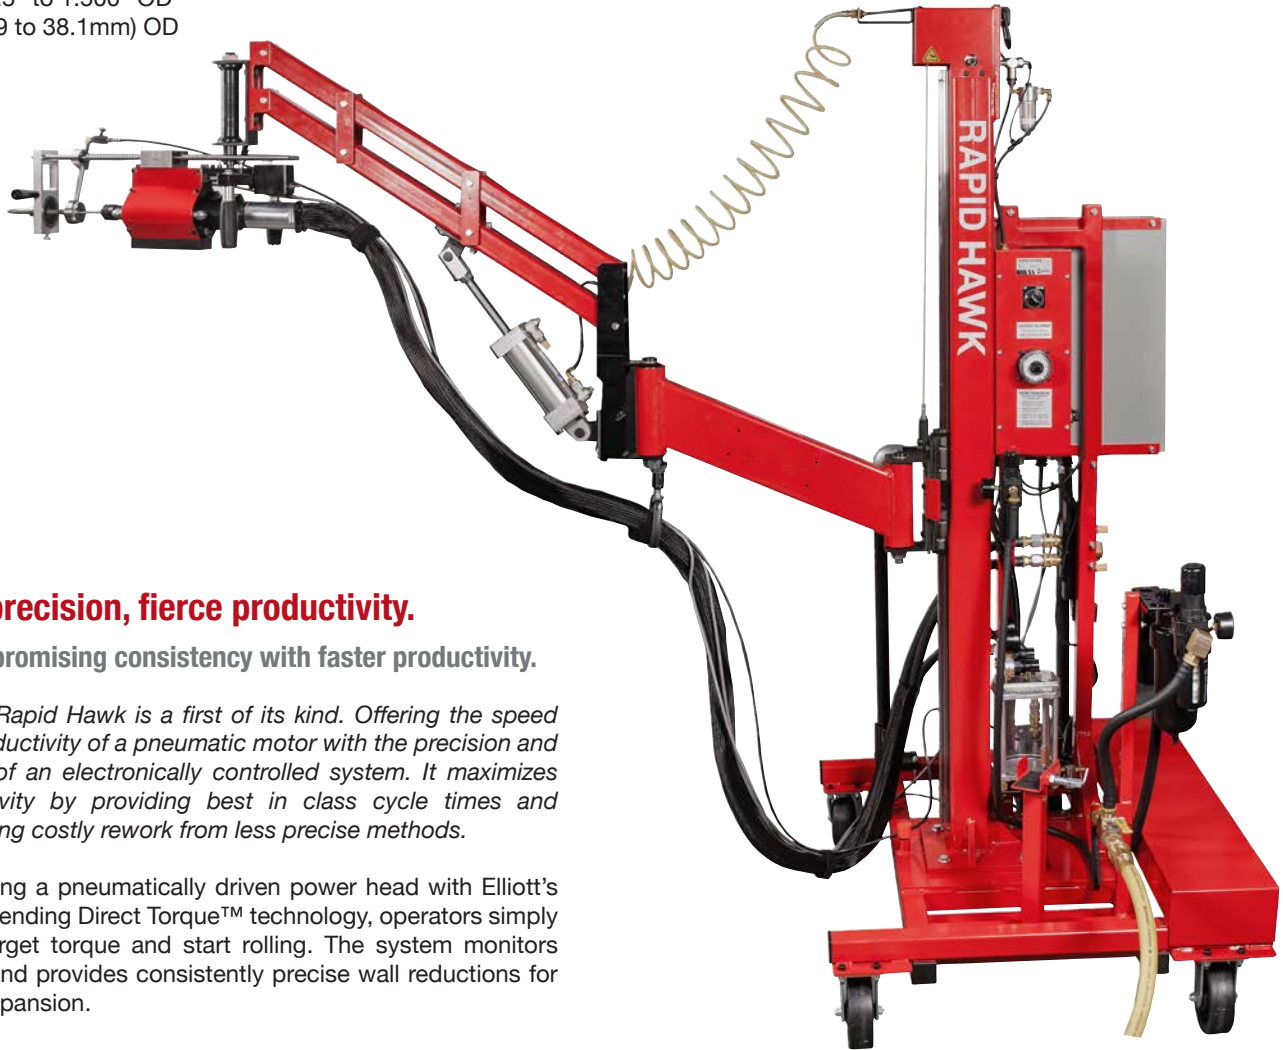 to 1.500" OD
9 to 38.1mm) OD
RAPID HAWK
precision, fierce productivity.
promising consistency with faster productivity.
Rapid Hawk is a first of its kind. Offering the speed
ductivity of a pneumatic motor with the precision and
of an electronically controlled system. It maximizes
vity by providing best in class cycle times and
ng costly rework from less precise methods.
ng a pneumatically driven power head with Elliott's
ending Direct Torque™ technology, operators simply
rget torque and start rolling. The system monitors
nd provides consistently precise wall reductions for
pansion.